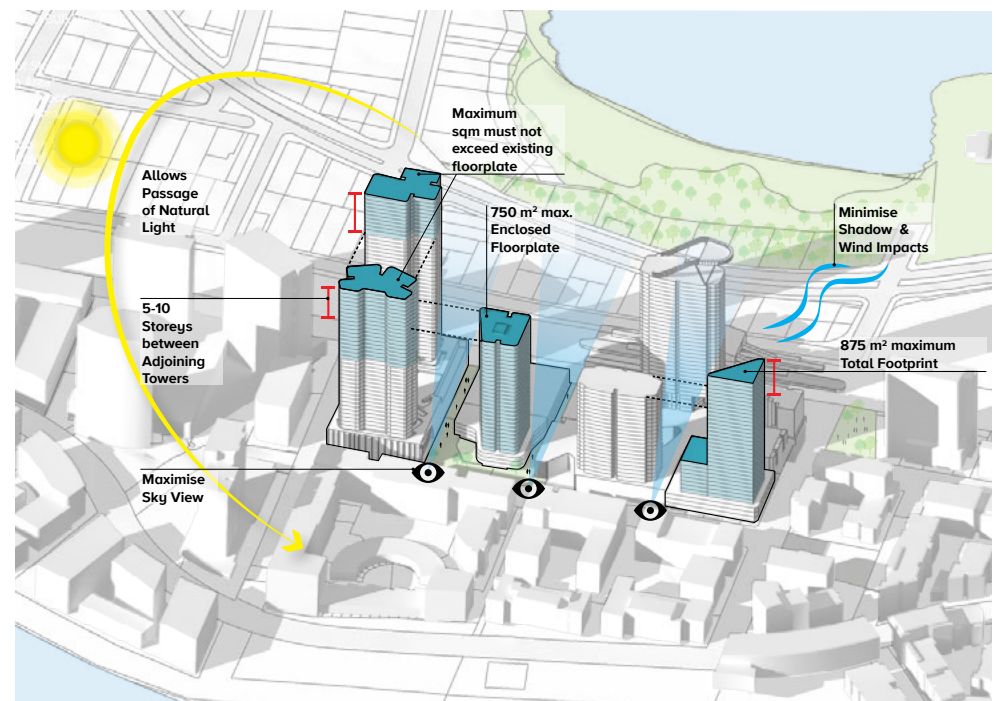 Maximum
sqm must not
exceed existing
floorplate
Allows
Passage
of Natural
Light
750 m² max.
Enclosed
Floorplate
Minimise
Shadow &
Wind Impacts
5-10
Storeys
between
Adjoining
Towers
875 m² maximum
Total Footprint
Maximise
Sky View